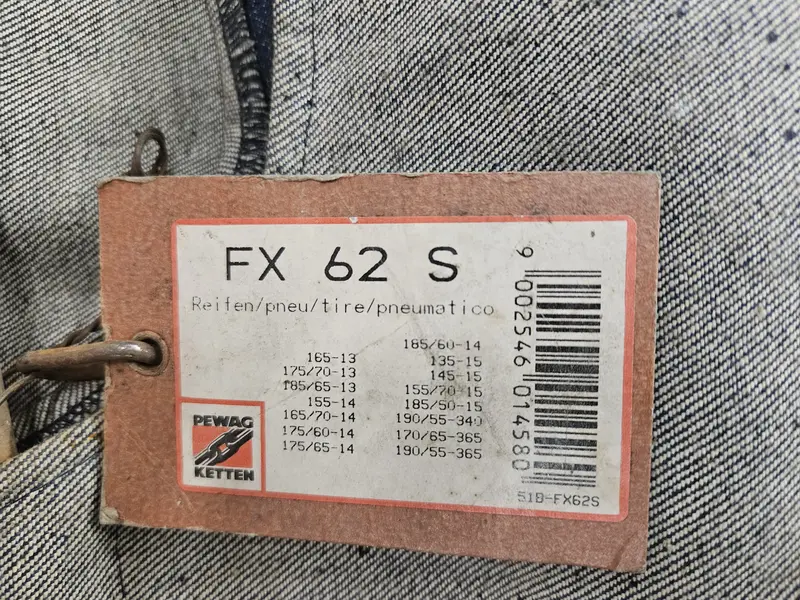 FX 62 S
Reifen/pneu/tire/pneumatico
165-13
175/70-13
185/65-13
155-14
165/70-14
175/60-14
175/65-14
185/60-14
135-15
145-15
155/70-15
185/50-15
190/55-340
170/65-365
190/55-365
PEWAG
KETTEN
9 002546 014580
51B-FX62S